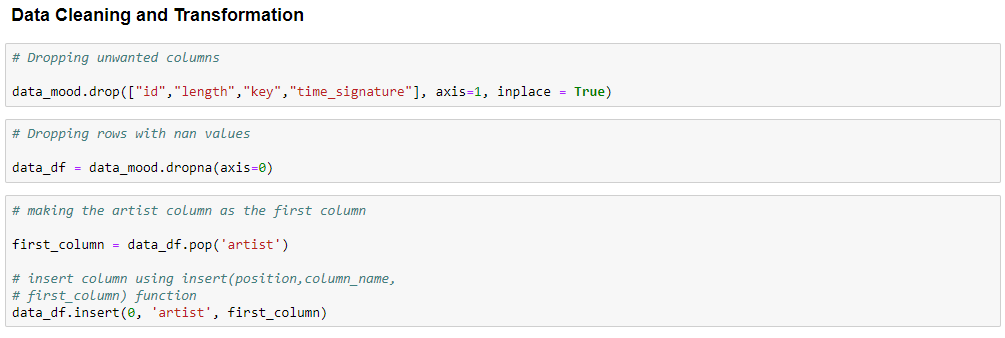 Data Cleaning and Transformation
# Dropping unwanted columns
data_mood.drop(["id","length","key","time_signature"], axis=1, inplace = True)
# Dropping rows with nan values
data_df = data_mood.dropna(axis=0)
# making the artist column as the first column
first_column = data_df.pop('artist')
# insert column using insert(position,column_name,
# first_column) function
data_df.insert(0, 'artist', first_column)